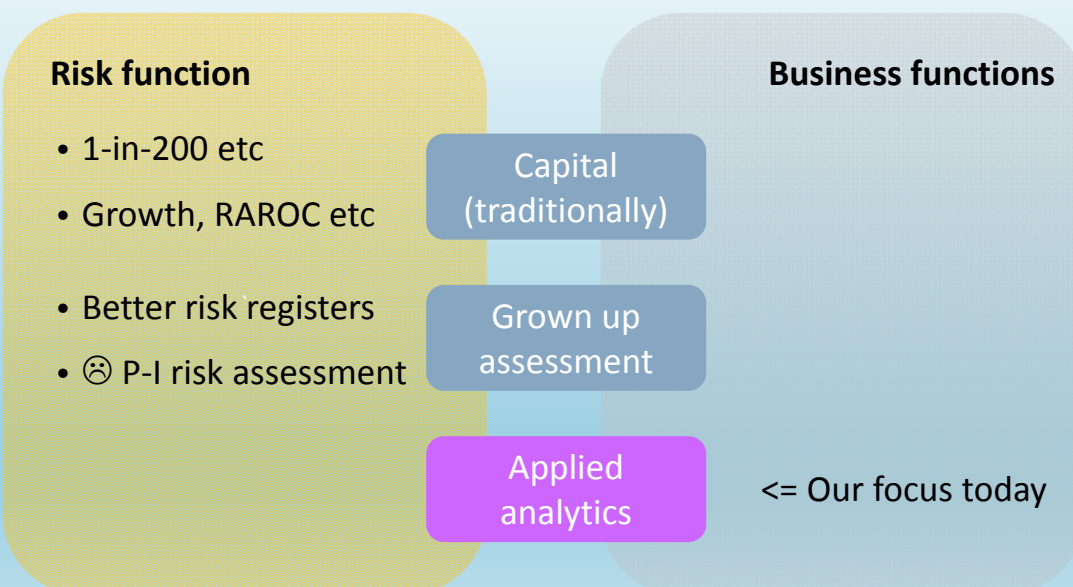 Risk function
Business functions
• 1-in-200 etc
• Growth, RAROC etc
Capital
(traditionally)
• Better risk registers
• ☹ P-I risk assessment
Grown up
assessment
Applied
analytics
<= Our focus today